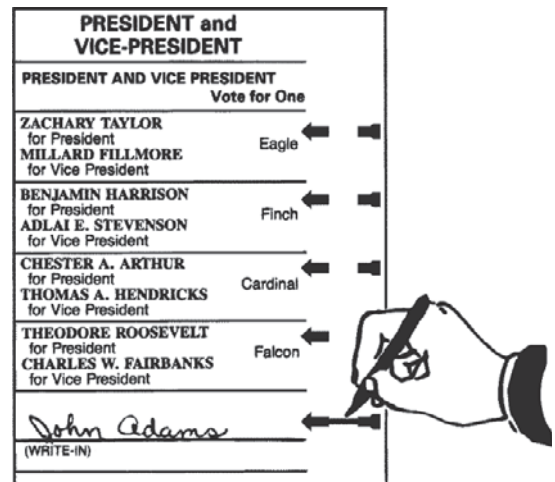 PRESIDENT and
VICE-PRESIDENT
PRESIDENT AND VICE PRESIDENT
Vote for One
ZACHARY TAYLOR
for President
Eagle
MILLARD FILLMORE
for Vice President
BENJAMIN HARRISON
for President
Finch
ADLAI E. STEVENSON
for Vice President
CHESTER A. ARTHUR
for President
Cardinal
THOMAS A. HENDRICKS
for Vice President
THEODORE ROOSEVELT
for President
Falcon
CHARLES W. FAIRBANKS
for Vice President
John Adams
(WRITE-IN)